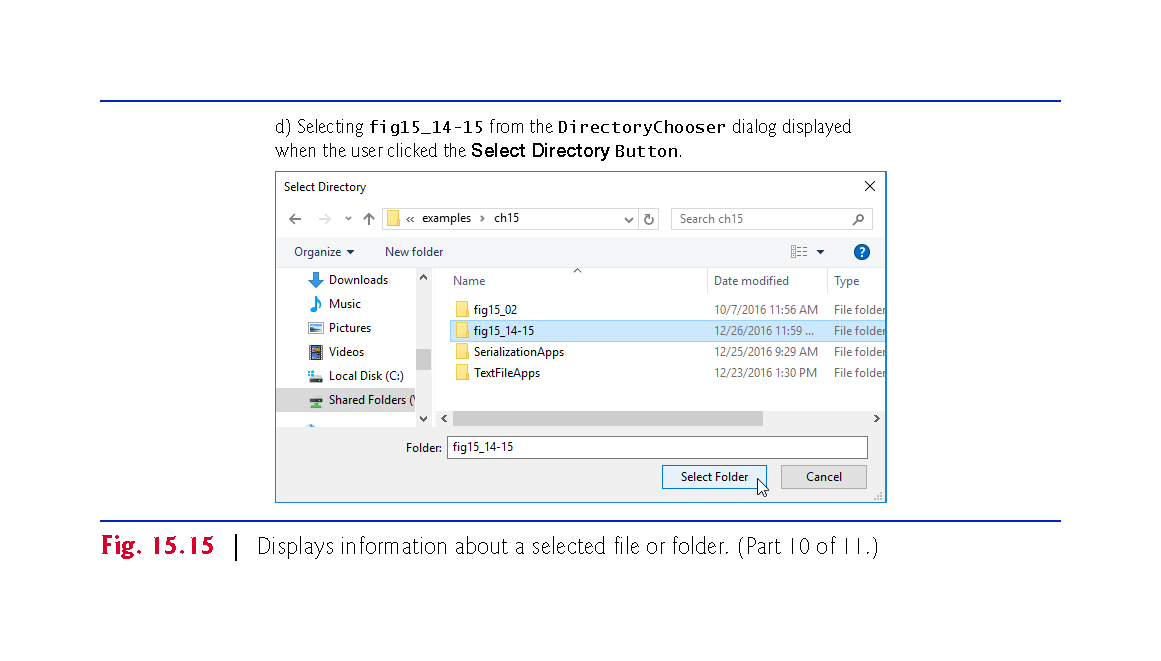 d) Selecting fig15_14-15 from the DirectoryChooser dialog displayed
when the user clicked the Select Directory Button.
Select Directory
« examples › ch15
Search ch15
Organize
New folder
?
Downloads
Music
Pictures
Videos
Local Disk (C:)
Shared Folders (
Name Date modified Type
fig15_02 10/7/2016 11:56 AM File folder
fig15_14-15 12/26/2016 11:59 ... File folder
SerializationApps 12/25/2016 9:29 AM File folder
TextFileApps 12/23/2016 1:30 PM File folder
Folder: fig15_14-15
Select Folder Cancel
Fig. 15.15 | Displays information about a selected file or folder. (Part 10 of 11.)